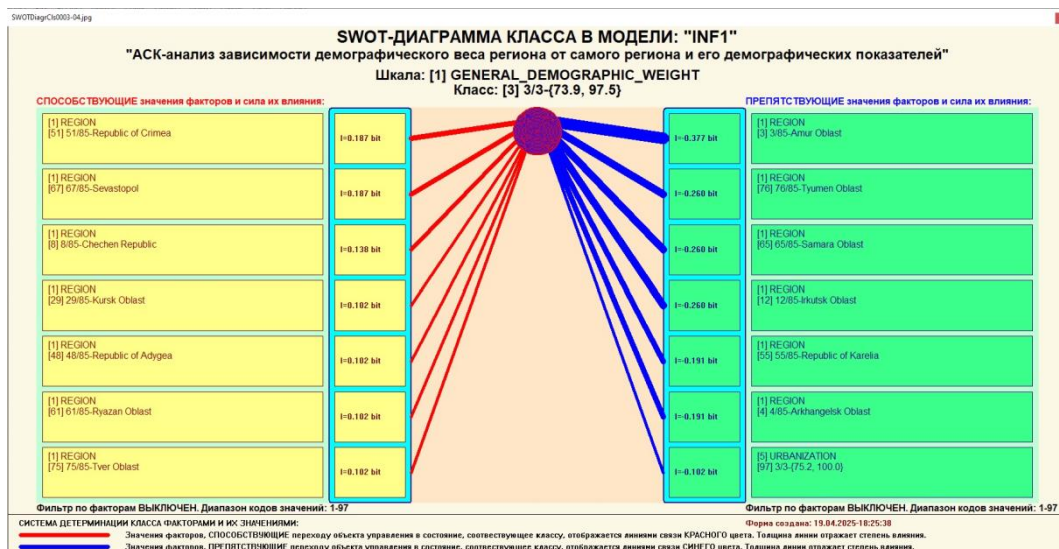 SWOTDiagrCls0003-04.jpg
SWOT-ДИАГРАММА КЛАССА В МОДЕЛИ: "INF1"
"АСК-анализ зависимости демографического веса региона от самого региона и его демографических показателей"
Шкала: [1] GENERAL_DEMOGRAPHIC_WEIGHT
Класс: [3] 3/3-{73.9, 97.5}
СПОСОБСТВУЮЩИЕ значения факторов и сила их влияния:
ПРЕПЯТСТВУЮЩИЕ значения факторов и сила их влияния:
[1] REGION
[51] 51/85-Republic of Crimea
I=0.187 bit
I=-0.377 bit
[1] REGION
[3] 3/85-Amur Oblast
[1] REGION
[67] 67/85-Sevastopol
I=0.187 bit
I=-0.260 bit
[1] REGION
[76] 76/85-Tyumen Oblast
[1] REGION
[8] 8/85-Chechen Republic
I=0.138 bit
I=-0.260 bit
[1] REGION
[65] 65/85-Samara Oblast
[1] REGION
[29] 29/85-Kursk Oblast
I=0.102 bit
I=-0.260 bit
[1] REGION
[12] 12/85-Irkutsk Oblast
[1] REGION
[48] 48/85-Republic of Adygea
I=0.102 bit
I=-0.191 bit
[1] REGION
[55] 55/85-Republic of Karelia
[1] REGION
[61] 61/85-Ryazan Oblast
I=0.102 bit
I=-0.191 bit
[1] REGION
[4] 4/85-Arkhangelsk Oblast
[1] REGION
[75] 75/85-Tver Oblast
I=0.102 bit
I=-0.102 bit
[5] URBANIZATION
[97] 3/3-{75.2, 100.0}
Фильтр по факторам ВЫКЛЮЧЕН. Диапазон кодов значений: 1-97
Фильтр по факторам ВЫКЛЮЧЕН. Диапазон кодов значений: 1-97
СИСТЕМА ДЕТЕРМИНАЦИИ КЛАССА ФАКТОРАМИ И ИХ ЗНАЧЕНИЯМИ:
Форма создана: 19.04.2025-18:25:38
Значения факторов, СПОСОБСТВУЮЩИЕ переходу объекта управления в состояние, соотвествующее классу, отображается линиями связи КРАСНОГО цвета. Толщина линии отражает степень влияния.
Значения факторов, ПРЕПЯТСТВУЮЩИЕ переходу объекта управления в состояние, соотвествующее классу, отображается линиями связи СИНЕГО цвета. Толщина линии отражает степень влияния.